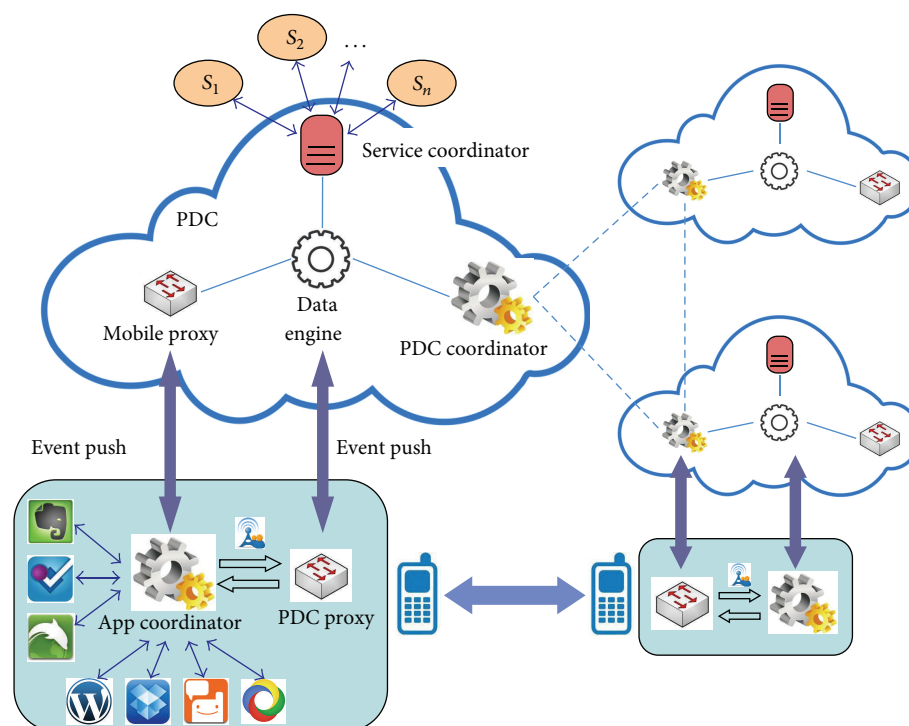 S1
S2
...
Sn
Service coordinator
PDC
Mobile proxy
Data
engine
PDC coordinator
Event push
Event push
App coordinator
PDC proxy